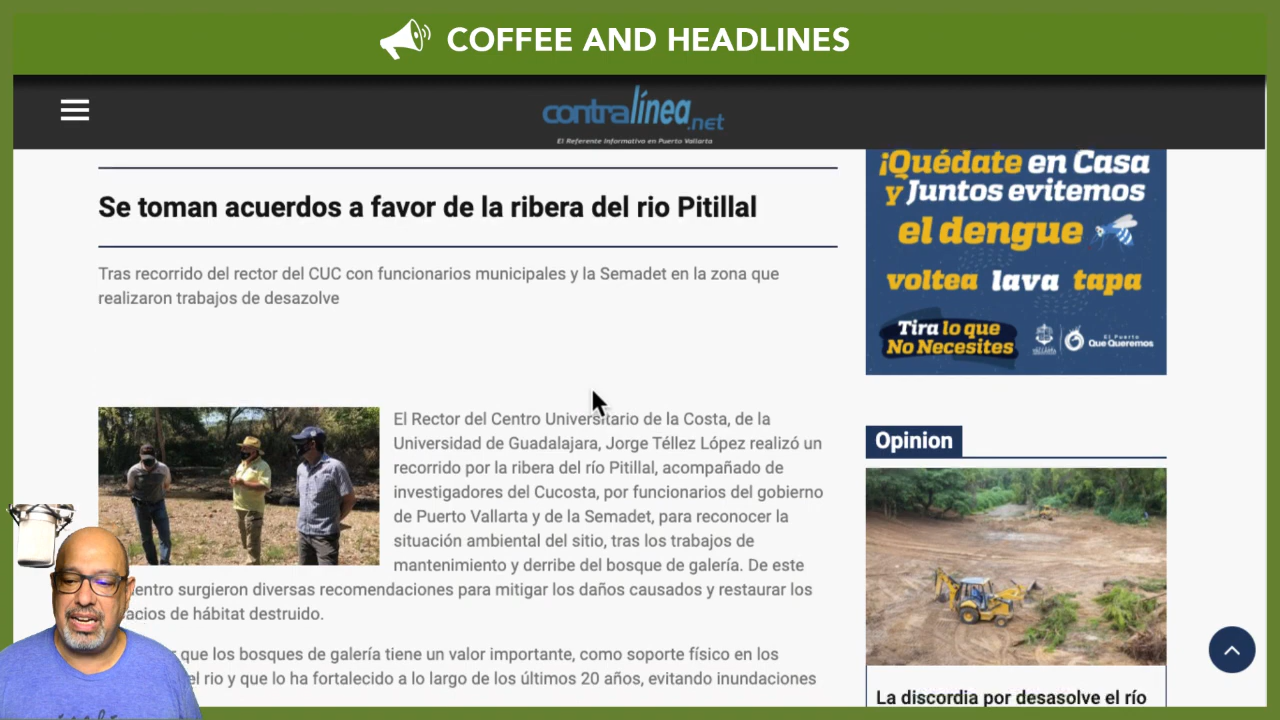 COFFEE AND HEADLINES
contralínea.net
El Referente Informativo en Puerto Vallarta
Se toman acuerdos a favor de la ribera del rio Pitillal
Tras recorrido del rector del CUC con funcionarios municipales y la Semadet en la zona que
realizaron trabajos de desazolve
El Rector del Centro Universitario de la Costa, de la
Universidad de Guadalajara, Jorge Téllez López realizó un
recorrido por la ribera del río Pitillal, acompañado de
investigadores del Cucosta, por funcionarios del gobierno
de Puerto Vallarta y de la Semadet, para reconocer la
situación ambiental del sitio, tras los trabajos de
mantenimiento y derribe del bosque de galería. De este
surgieron diversas recomendaciones para mitigar los daños causados y restaurar los
de hábitat destruido.
que los bosques de galería tiene un valor importante, como soporte físico en los
rio y que lo ha fortalecido a lo largo de los últimos 20 años, evitando inundaciones
¡Quédate en Casa
y Juntos evitemos
el dengue
voltea lava tapa
Tira lo que
No Necesites
El Puerto
Que Queremos
Opinion
La discordia por desasolve el río